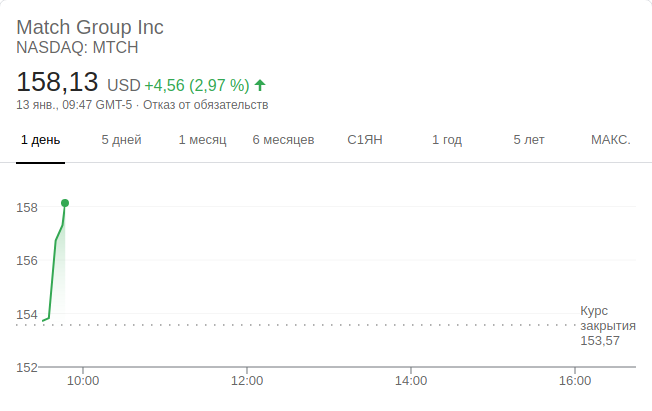 Match Group Inc
NASDAQ: MTCH
158,13 USD +4,56 (2,97 %)
13 янв., 09:47 GMT-5 · Отказ от обязательств
1 день 5 дней 1 месяц 6 месяцев С1ЯН 1 год 5 лет МАКС.
158
156
154
Курс
закрытия
153,57
152
10:00 12:00 14:00 16:00